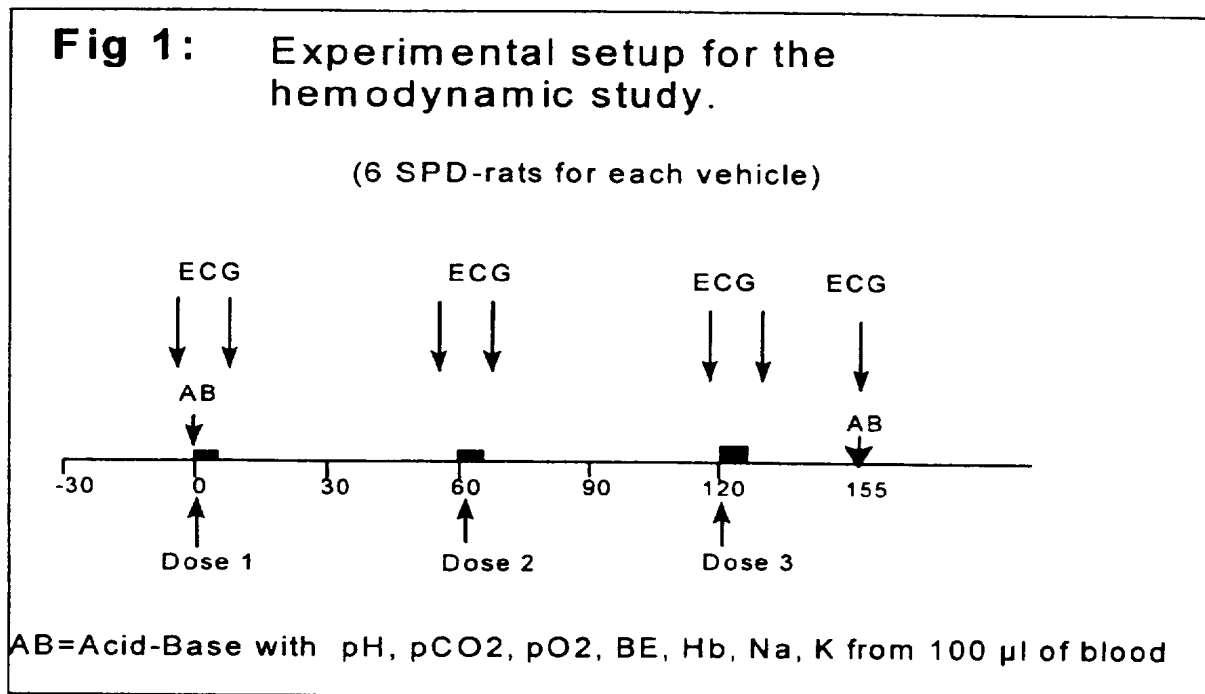 Fig 1: Experimental setup for the
hemodynamic study.
(6 SPD-rats for each vehicle)
ECG ECG ECG ECG
AB AB
-30 0 30 60 90 120 155
Dose 1 Dose 2 Dose 3
AB=Acid-Base with pH, pCO2, pO2, BE, Hb, Na, K from 100 µl of blood